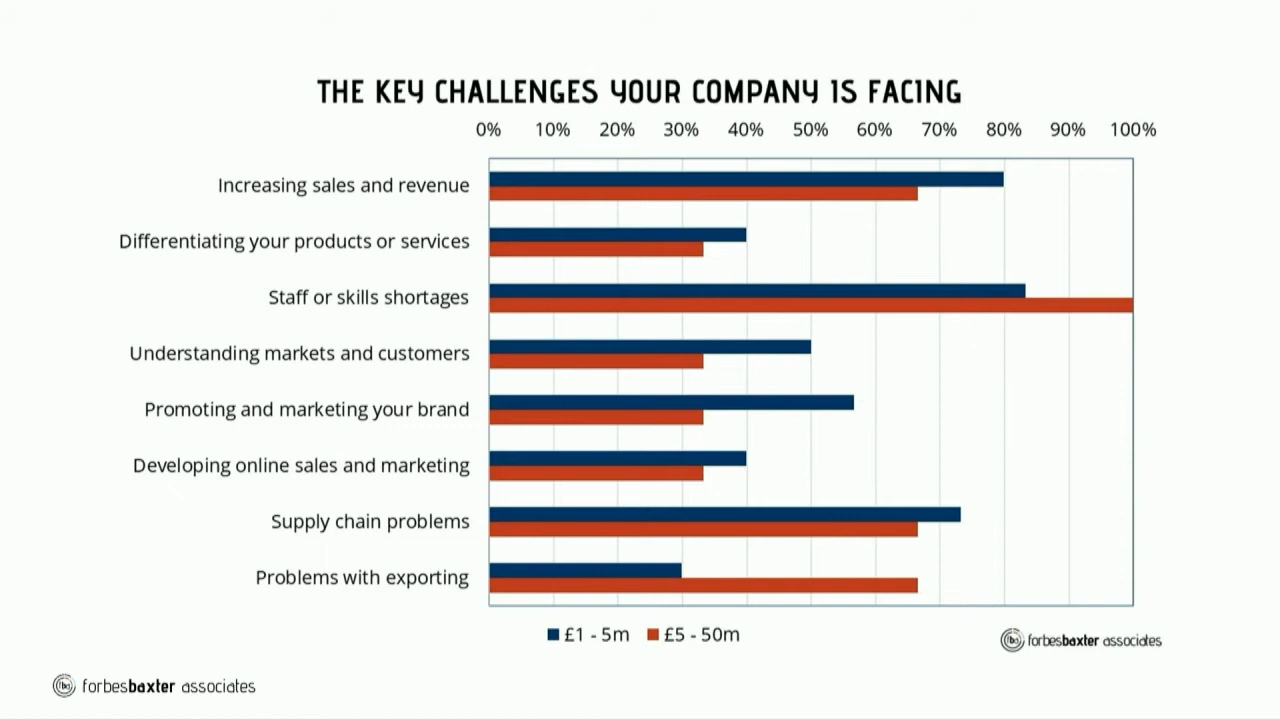 THE KEY CHALLENGES YOUR COMPANY IS FACING
0% 10% 20% 30% 40% 50% 60% 70% 80% 90% 100%
Increasing sales and revenue
Differentiating your products or services
Staff or skills shortages
Understanding markets and customers
Promoting and marketing your brand
Developing online sales and marketing
Supply chain problems
Problems with exporting
£1 - 5m £5 - 50m
fba forbesbaxter associates
fba forbesbaxter associates